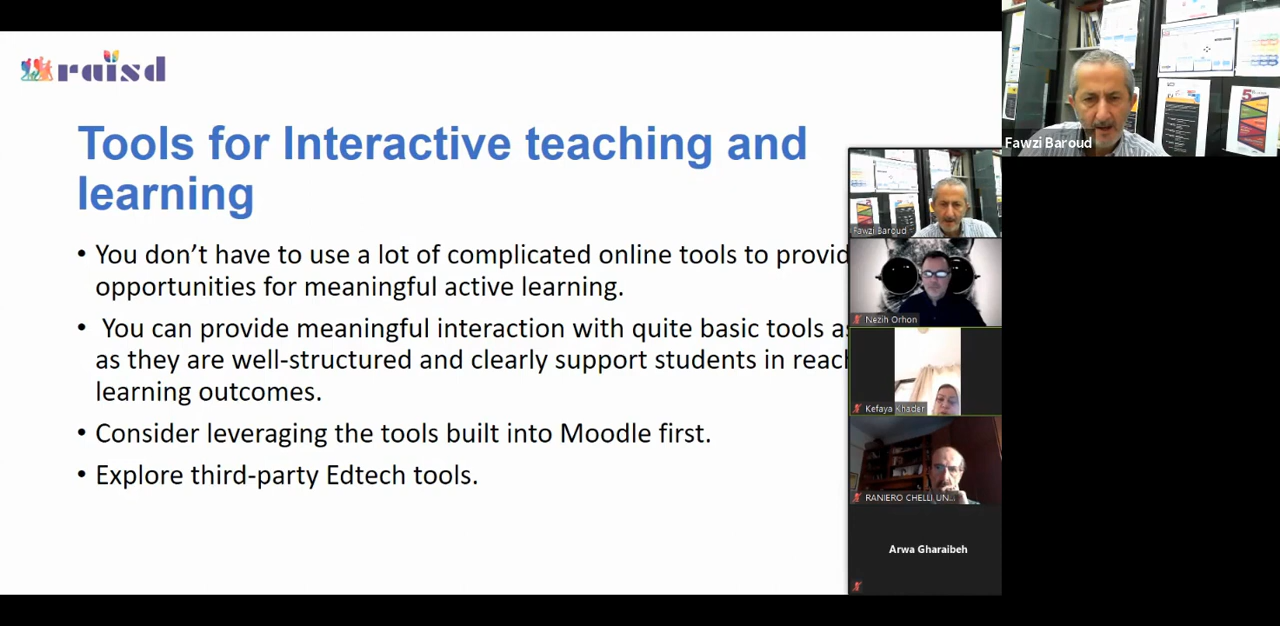 raisd
Tools for Interactive teaching and
learning
• You don’t have to use a lot of complicated online tools to provid
opportunities for meaningful active learning.
• You can provide meaningful interaction with quite basic tools a
as they are well-structured and clearly support students in reac
learning outcomes.
• Consider leveraging the tools built into Moodle first.
• Explore third-party Edtech tools.
Fawzi Baroud
Fawzi Baroud
Nezih Orhon
Kefaya Khader
RANIERO CHELLI UN...
Arwa Gharaibeh